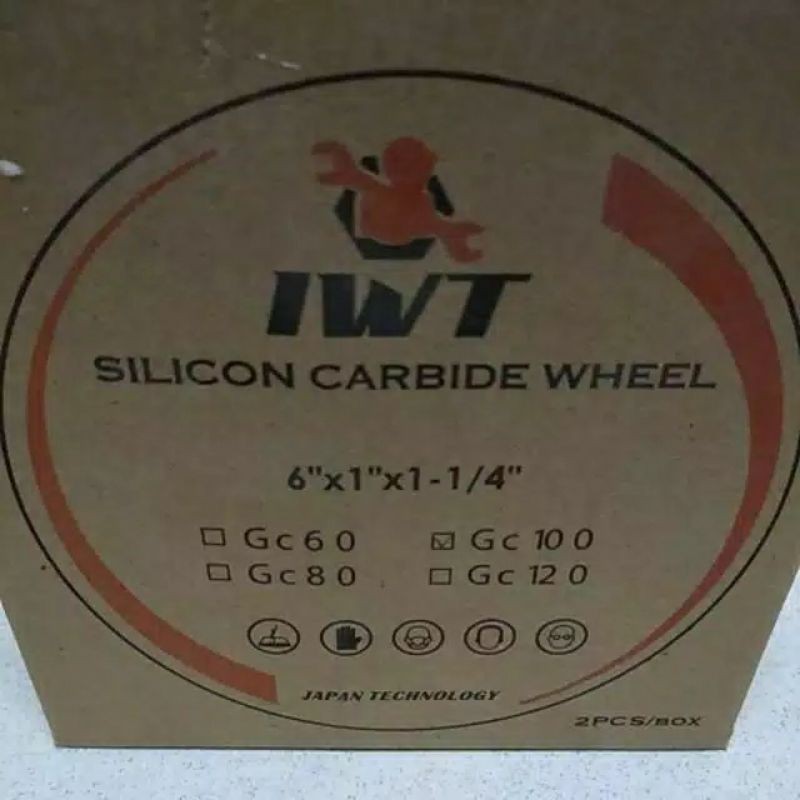 IWT
SILICON CARBIDE WHEEL
6"x1"x1-1/4"
☐ Gc60 ☑ Gc100
☐ Gc80 ☐ Gc120
JAPAN TECHNOLOGY
2PCS/BOX